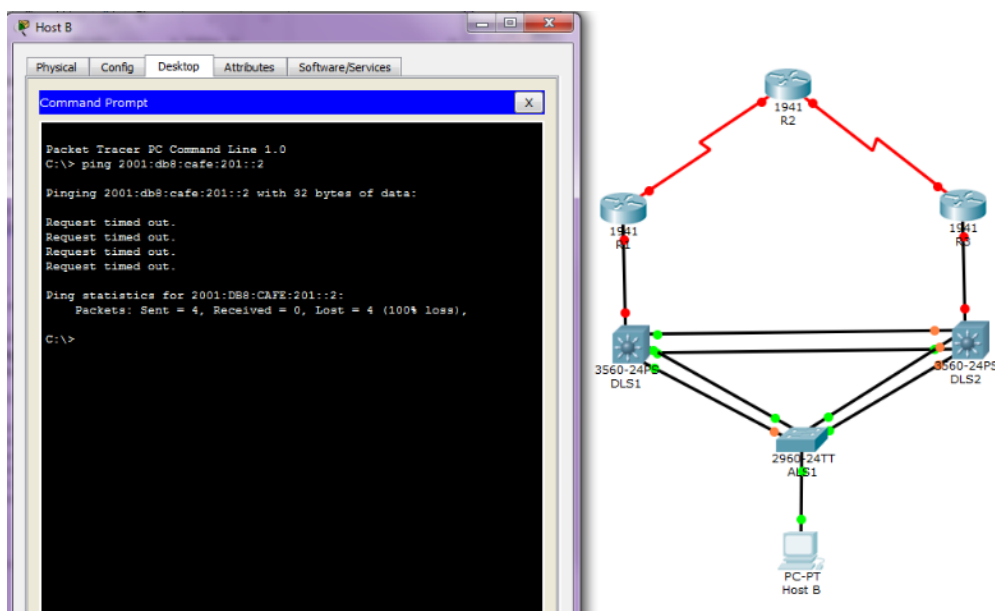 Host B
Physical Config Desktop Attributes Software/Services
Command Prompt X
Packet Tracer PC Command Line 1.0
C:\> ping 2001:db8:cafe:201::2
Pinging 2001:db8:cafe:201::2 with 32 bytes of data:
Request timed out.
Request timed out.
Request timed out.
Request timed out.
Ping statistics for 2001:DB8:CAFE:201::2:
Packets: Sent = 4, Received = 0, Lost = 4 (100% loss),
C:\>
1941
R2
1941
R1
1941
R3
3560-24PS
DLS1
3560-24PS
DLS2
2960-24TT
ALS1
PC-PT
Host B